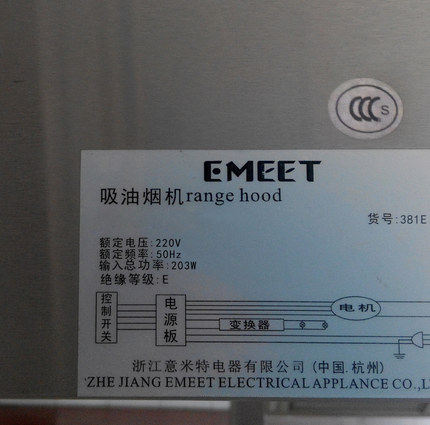 CCC S
EMEET
吸油烟机range hood
货号:381E
额定电压:220V
额定频率:50Hz
输入总功率:203W
绝缘等级:E
控制开关
电源板
电机
变换器
浙江意米特电器有限公司(中国.杭州)
ZHE JIANG EMEET ELECTRICAL APPLANCE CO.,L